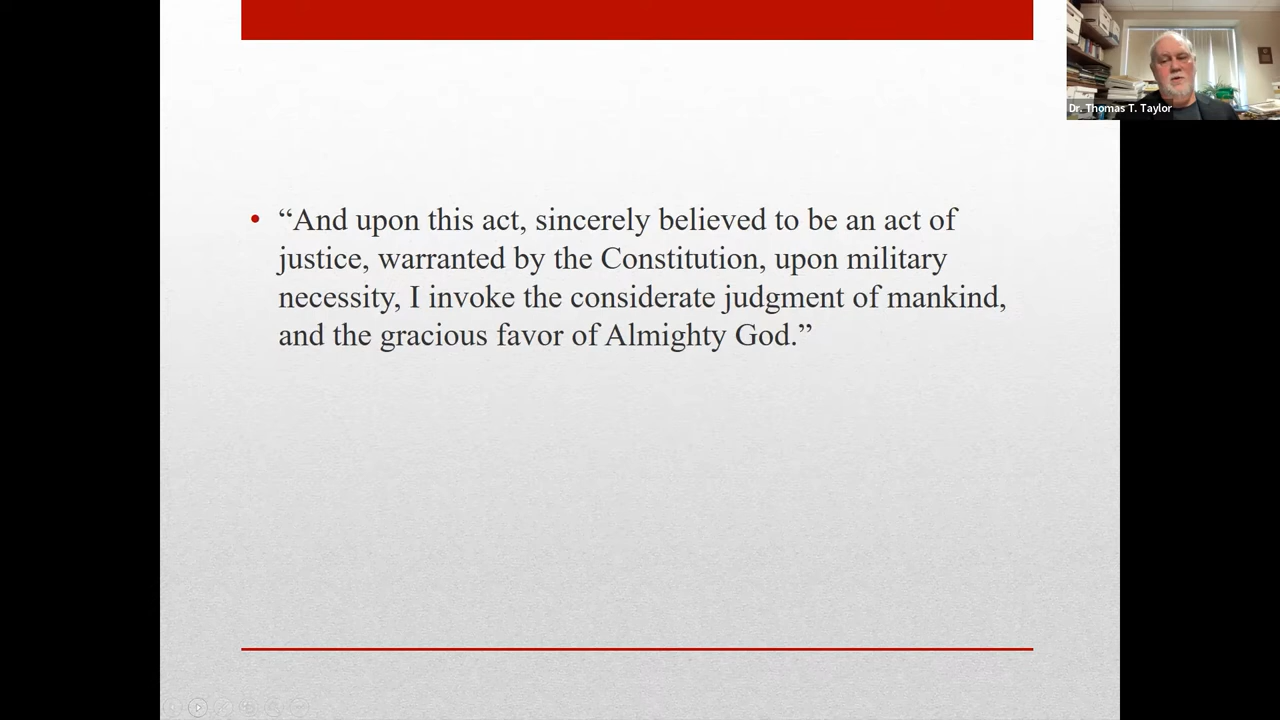 Dr. Thomas T. Taylor
• “And upon this act, sincerely believed to be an act of
justice, warranted by the Constitution, upon military
necessity, I invoke the considerate judgment of mankind,
and the gracious favor of Almighty God.”